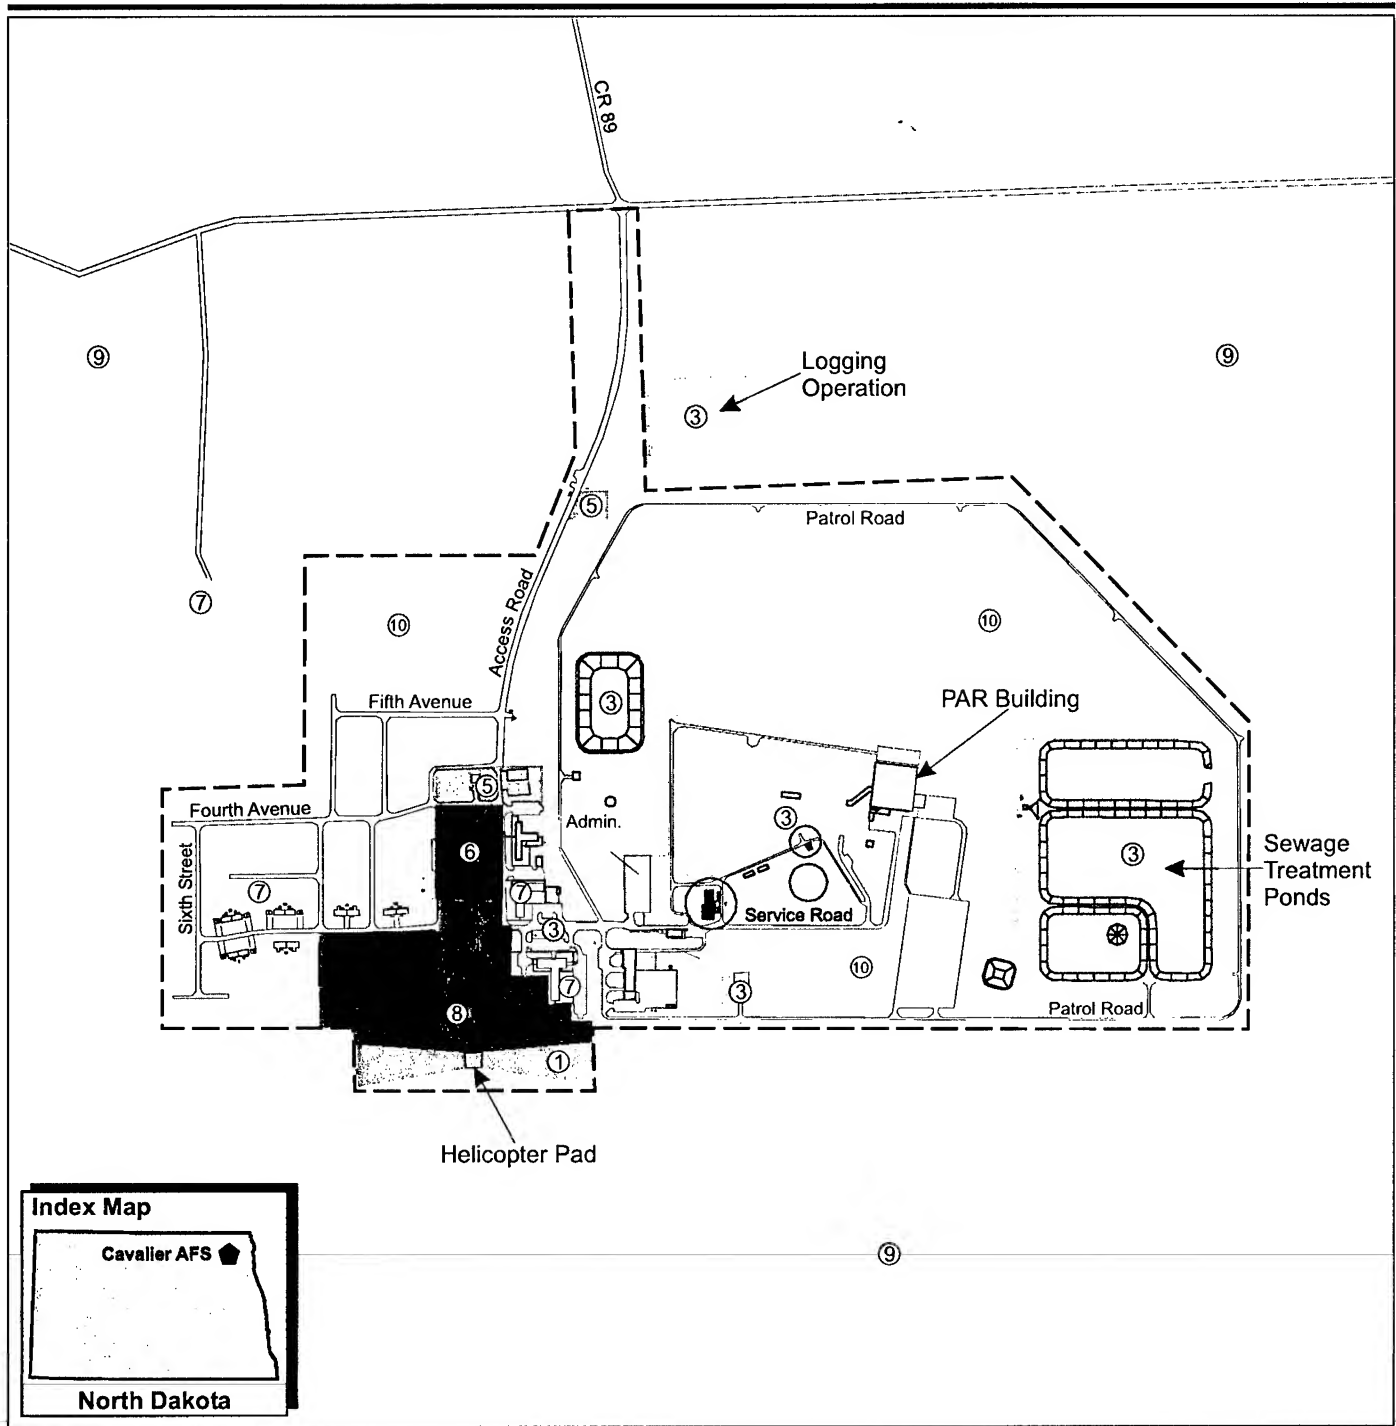 CR 89
⑨
⑨
Logging
Operation
③
⑤
Patrol Road
⑦
⑩
Access Road
⑩
③
PAR Building
Fifth Avenue
⑤
Fourth Avenue
Admin.
③
⑥
③
Sewage
Treatment
Ponds
Sixth Street
⑦
⑦
Service Road
③
⑩
⑦
③
Patrol Road
⑧
①
Helicopter Pad
Index Map
Cavalier AFS
North Dakota
⑨